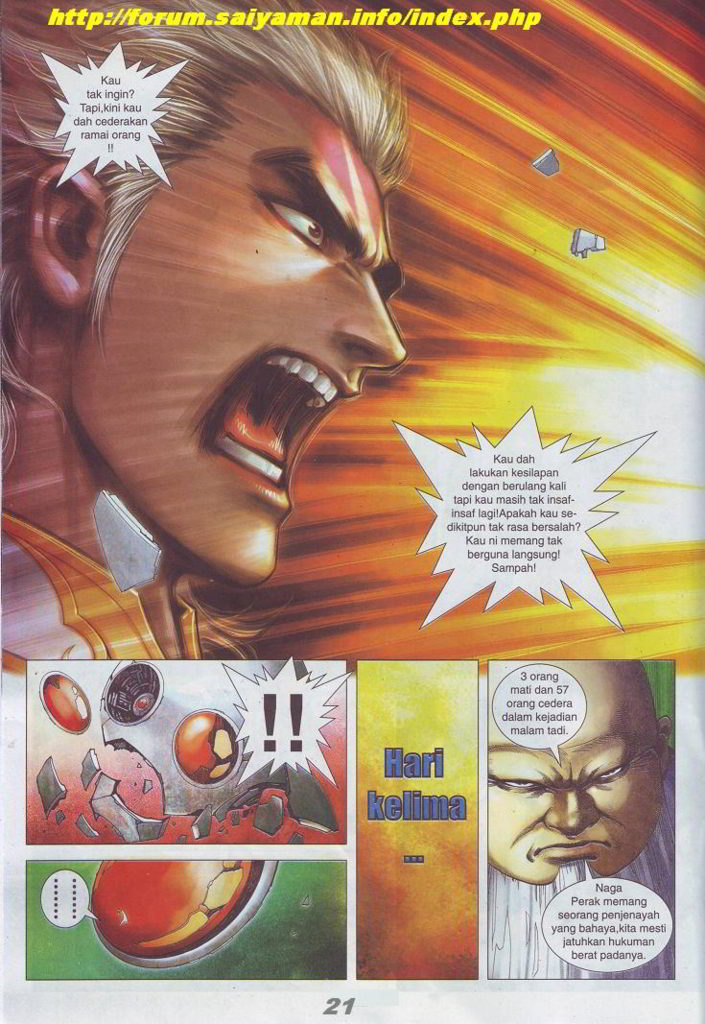 http://forum.saiyaman.info/index.php
Kau
tak ingin?
Tapi,kini kau
dah cederakan
ramai orang
!!
Kau dah
lakukan kesilapan
dengan berulang kali
tapi kau masih tak insaf-
insaf lagi!Apakah kau se-
dikitpun tak rasa bersalah?
Kau ni memang tak
berguna langsung!
Sampah!
!!
......
......
Hari
kelima
...
3 orang
mati dan 57
orang cedera
dalam kejadian
malam tadi.
Naga
Perak memang
seorang penjenayah
yang bahaya,kita mesti
jatuhkan hukuman
berat padanya.
21